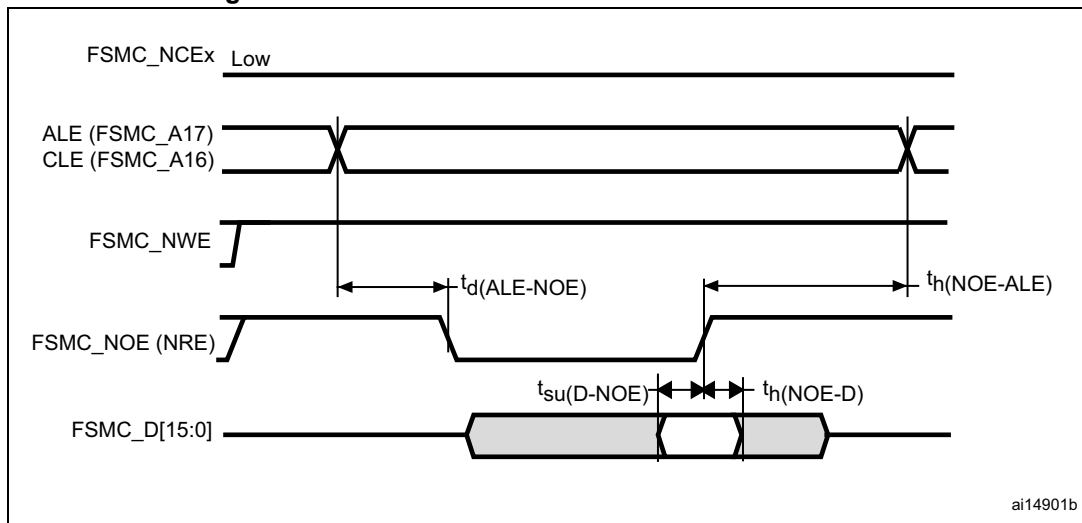 FSMC_NCEx Low
ALE (FSMC_A17)
CLE (FSMC_A16)
FSMC_NWE
td(ALE-NOE)
th(NOE-ALE)
FSMC_NOE (NRE)
tsu(D-NOE)
th(NOE-D)
FSMC_D[15:0]
ai14901b